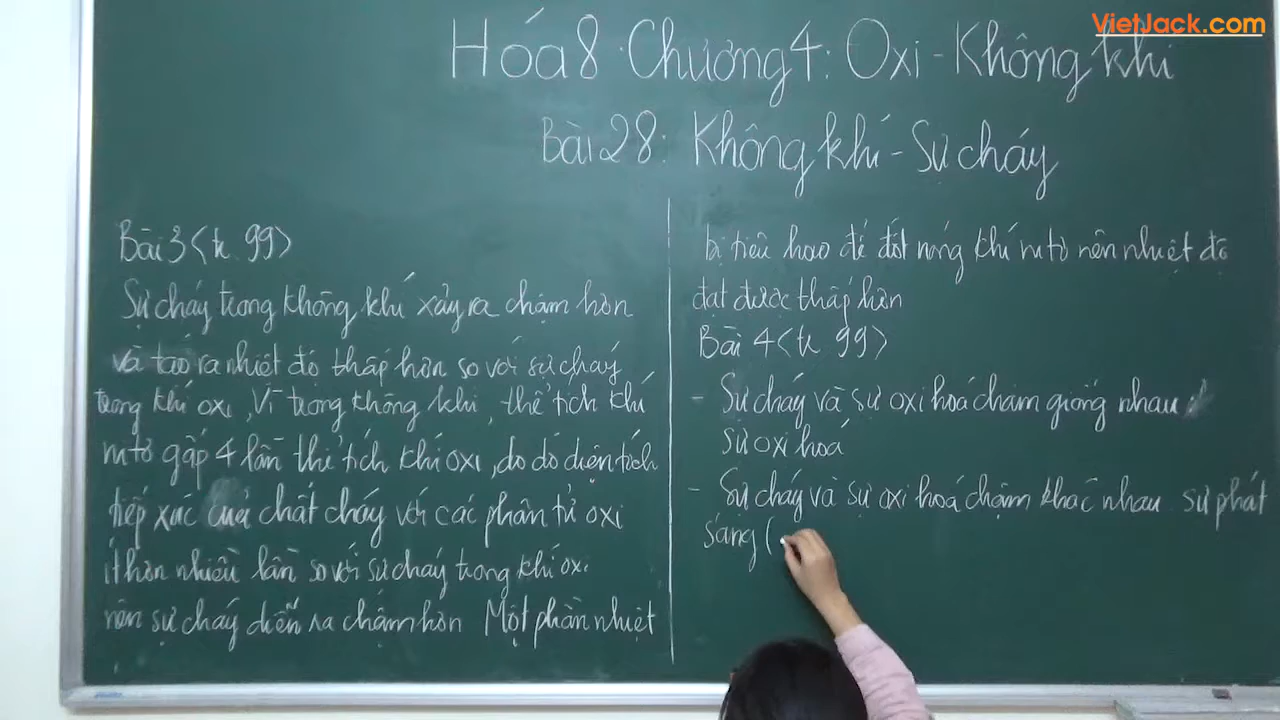 VietJack.com
Hóa 8. Chương 4: Oxi - Không khí
Bài 28: Không khí - Sự cháy
Bài 3 < tr 99 >
Sự cháy trong không khí xảy ra chậm hơn
và tạo ra nhiệt độ thấp hơn so với sự cháy
trong khí oxi, Vì trong không khí, thể tích khí
nitơ gấp 4 lần thể tích khí oxi, do đó diện tích
tiếp xúc của chất cháy với các phân tử oxi
ít hơn nhiều lần so với sự cháy trong khí oxi
nên sự cháy diễn ra chậm hơn Một phần nhiệt
bị tiêu hao để đốt nóng khí nitơ nên nhiệt độ
đạt được thấp hơn
Bài 4 < tr 99 >
- Sự cháy và sự oxi hoá chậm giống nhau:
sự oxi hoá
- Sự cháy và sự oxi hoá chậm khác nhau sự phát
sáng (